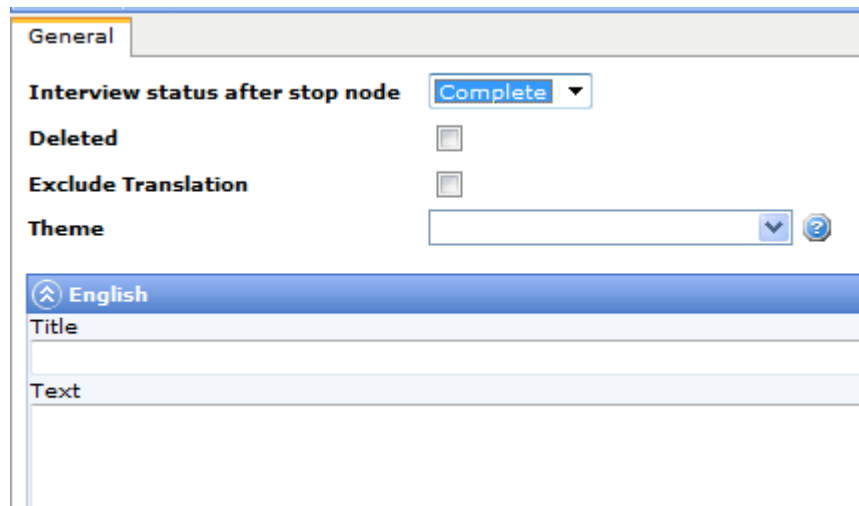 General
Interview status after stop node Complete
Deleted
Exclude Translation
Theme
English
Title
Text